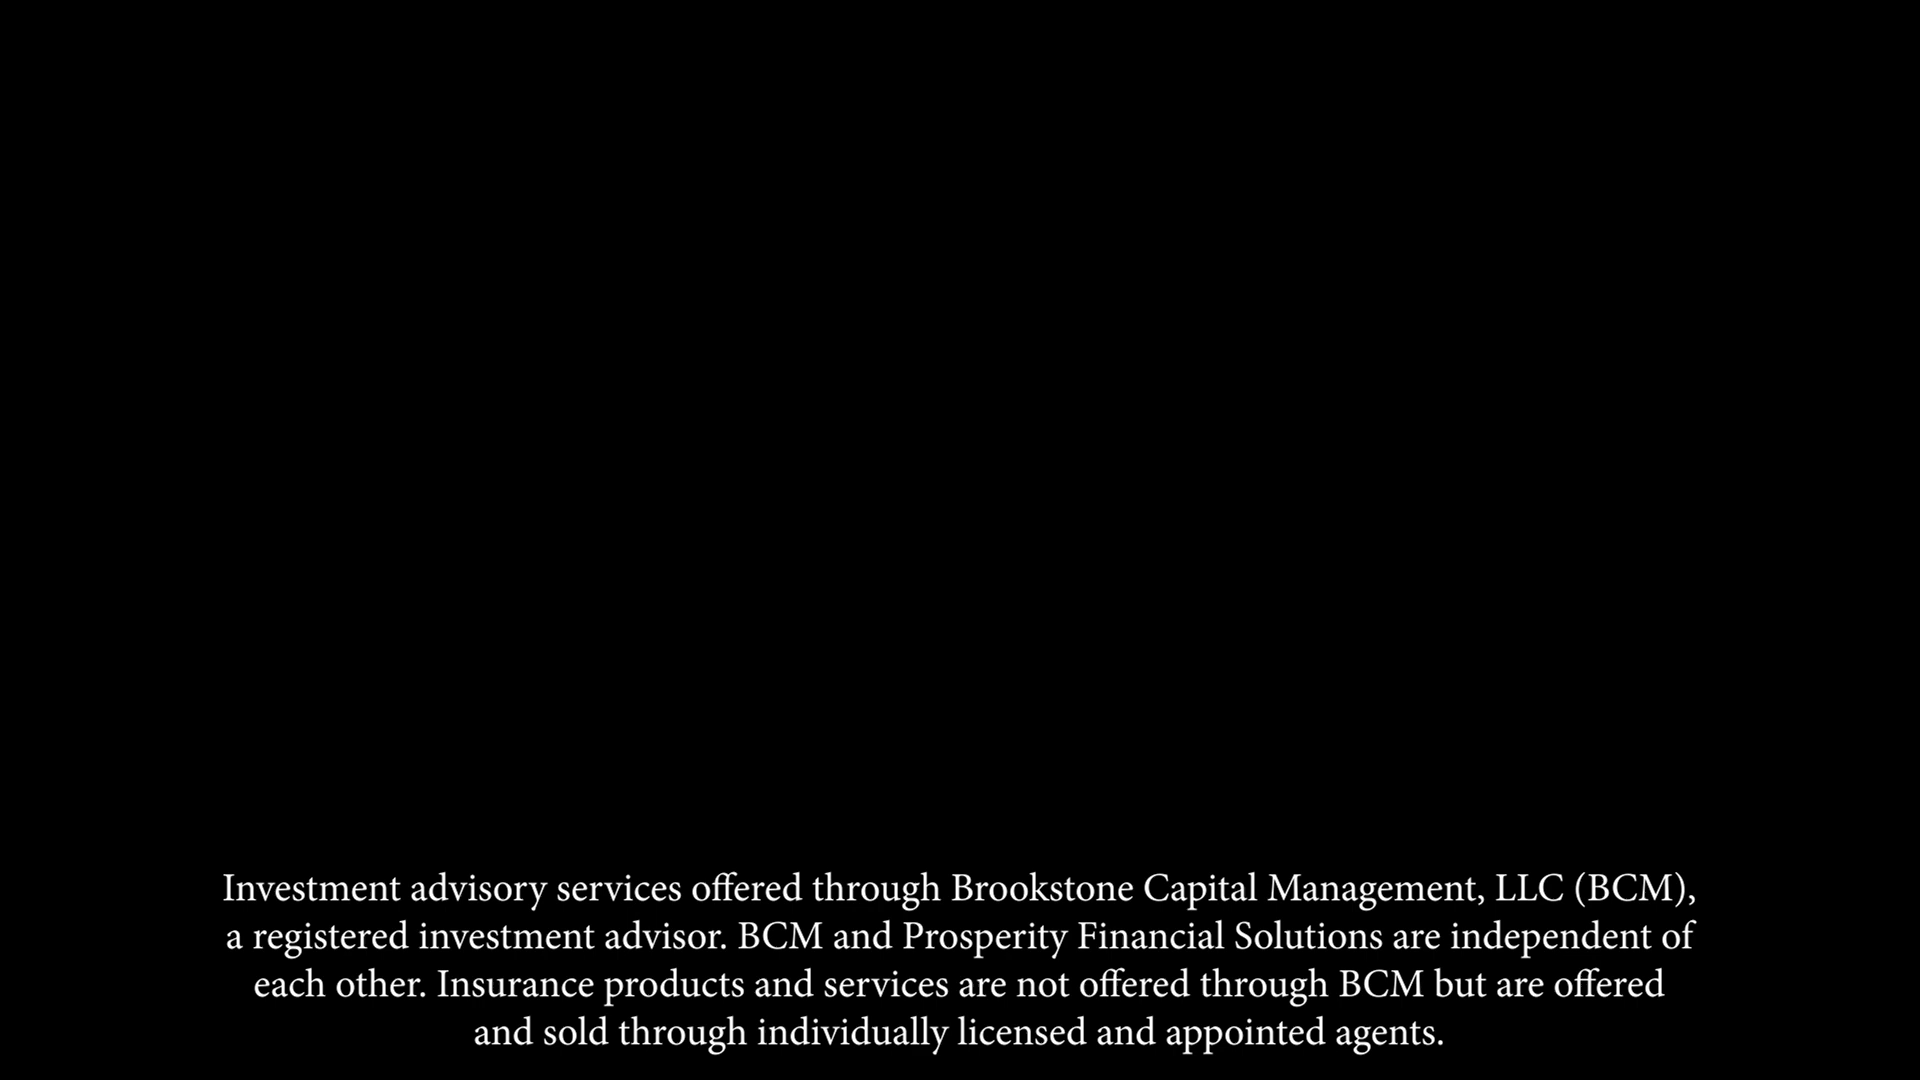 Investment advisory services offered through Brookstone Capital Management, LLC (BCM),
a registered investment advisor. BCM and Prosperity Financial Solutions are independent of
each other. Insurance products and services are not offered through BCM but are offered
and sold through individually licensed and appointed agents.